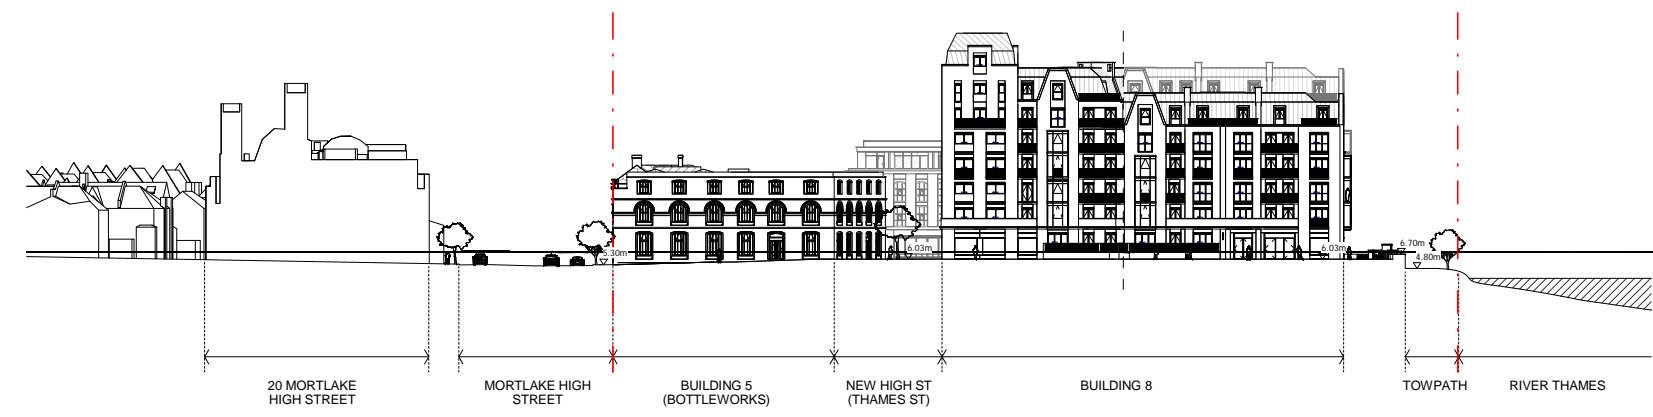 5.30m
6.03m
6.03m
6.70m
4.80m
20 MORTLAKE
HIGH STREET
MORTLAKE HIGH
STREET
BUILDING 5
(BOTTLEWORKS)
NEW HIGH ST
(THAMES ST)
BUILDING 8
TOWPATH
RIVER THAMES